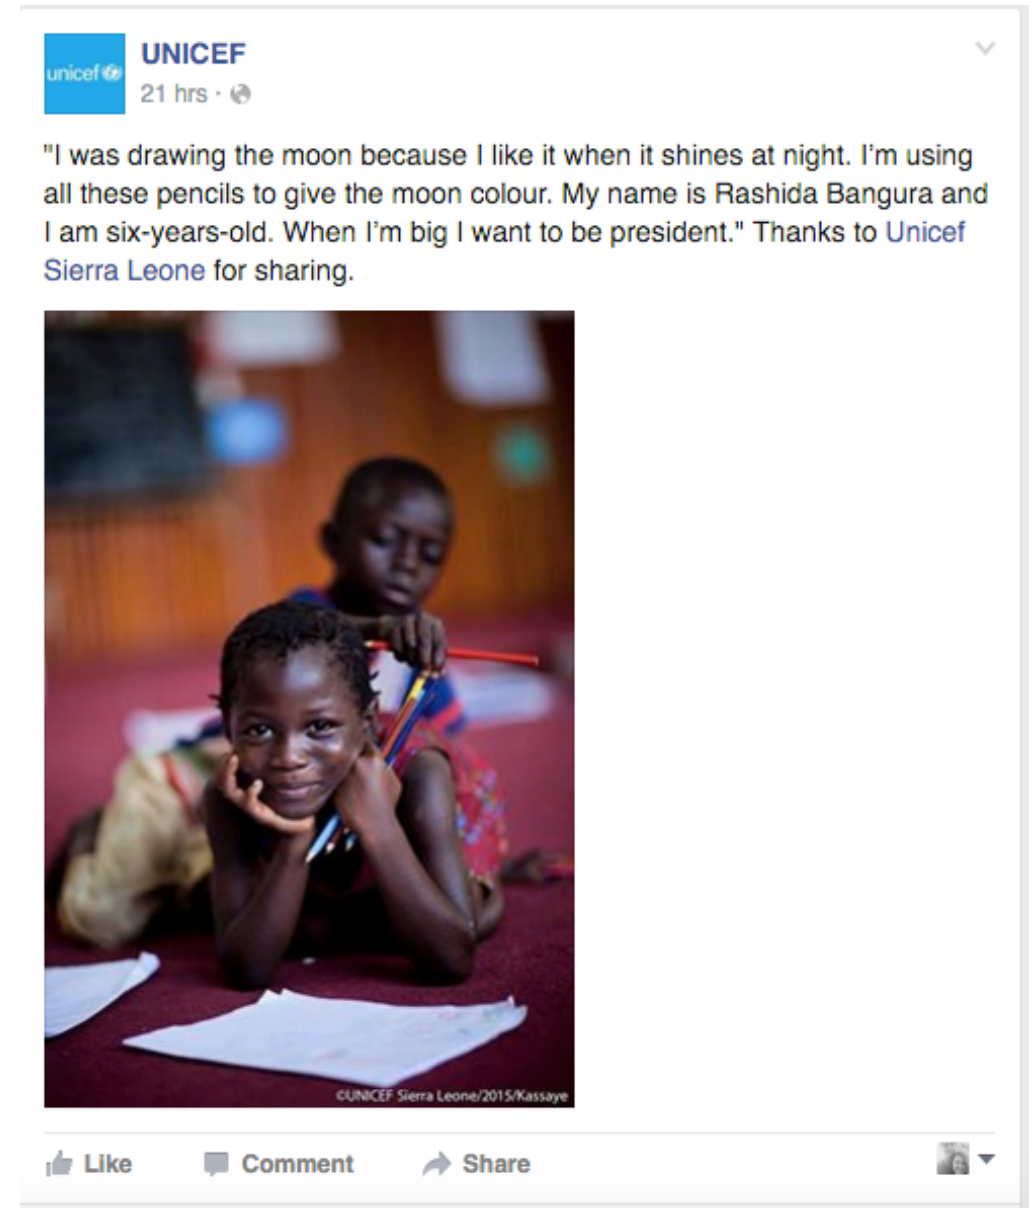 unicef
UNICEF
21 hrs ·
"I was drawing the moon because I like it when it shines at night. I'm using
all these pencils to give the moon colour. My name is Rashida Bangura and
I am six-years-old. When I'm big I want to be president." Thanks to Unicef
Sierra Leone for sharing.
©UNICEF Sierra Leone/2015/Kassaye
Like Comment Share